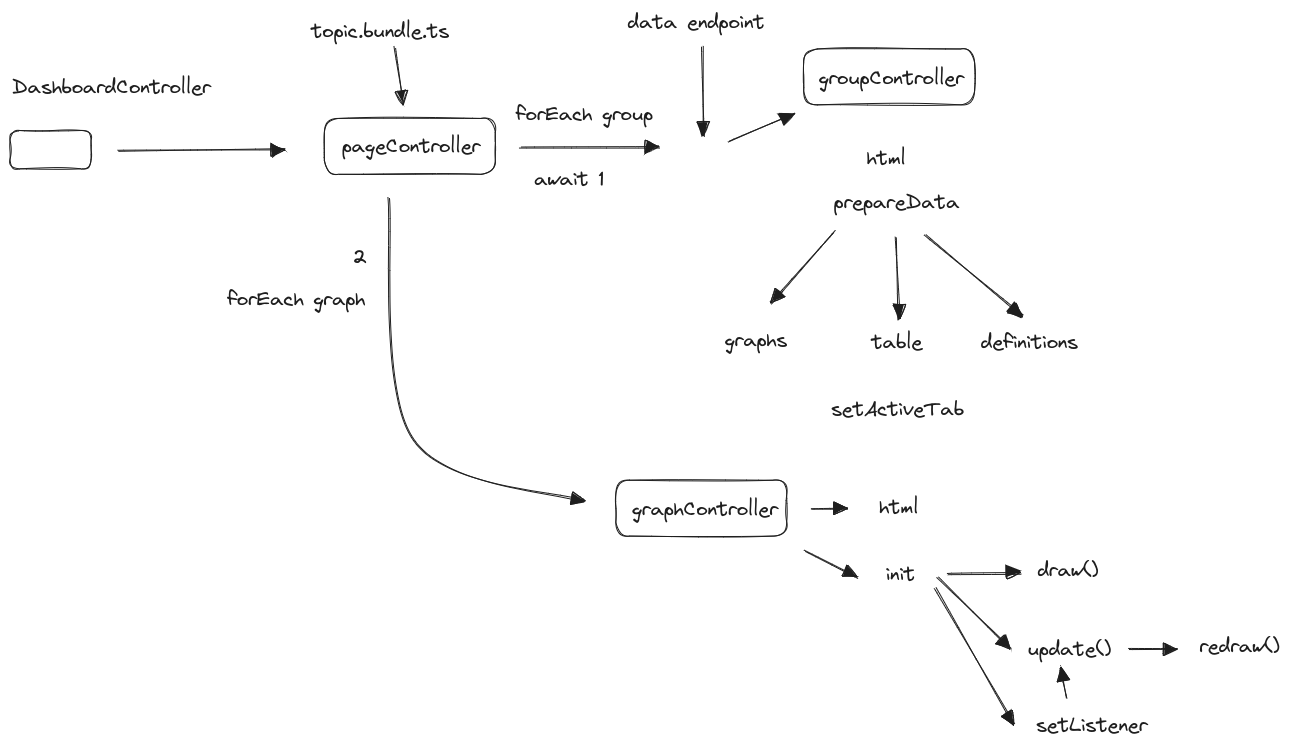 data endpoint
topic.bundle.ts
DashboardController
groupController
forEach group
pageController
await 1
html
prepareData
2
forEach graph
graphs
table
definitions
setActiveTab
graphController
html
init
draw()
update()
redraw()
setListener